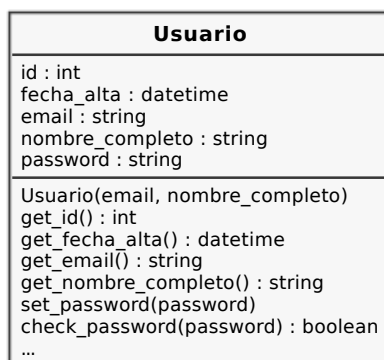 Usuario
id : int
fecha_alta : datetime
email : string
nombre_completo : string
password : string
Usuario(email, nombre_completo)
get_id() : int
get_fecha_alta() : datetime
get_email() : string
get_nombre_completo() : string
set_password(password)
check_password(password) : boolean
...